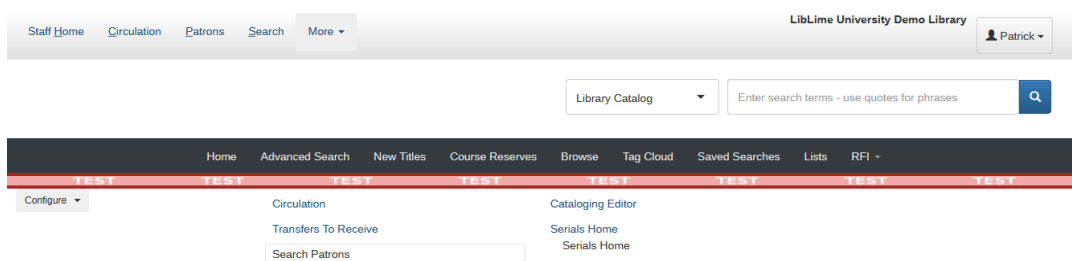 LibLime University Demo Library
Staff Home Circulation Patrons Search More Patrick
Library Catalog Enter search terms - use quotes for phrases
Home Advanced Search New Titles Course Reserves Browse Tag Cloud Saved Searches Lists RFI
TEST TEST TEST TEST TEST TEST TEST TEST
Configure Circulation Cataloging Editor
Transfers To Receive Serials Home
Search Patrons Serials Home